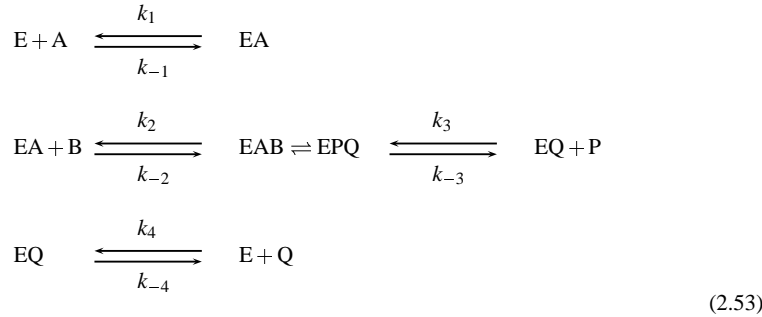 k₁
E + A ⇌ EA
k₋₁
k₂ k₃
EA + B ⇌ EAB ⇌ EPQ ⇌ EQ + P
k₋₂ k₋₃
k₄
EQ ⇌ E + Q
k₋₄
(2.53)